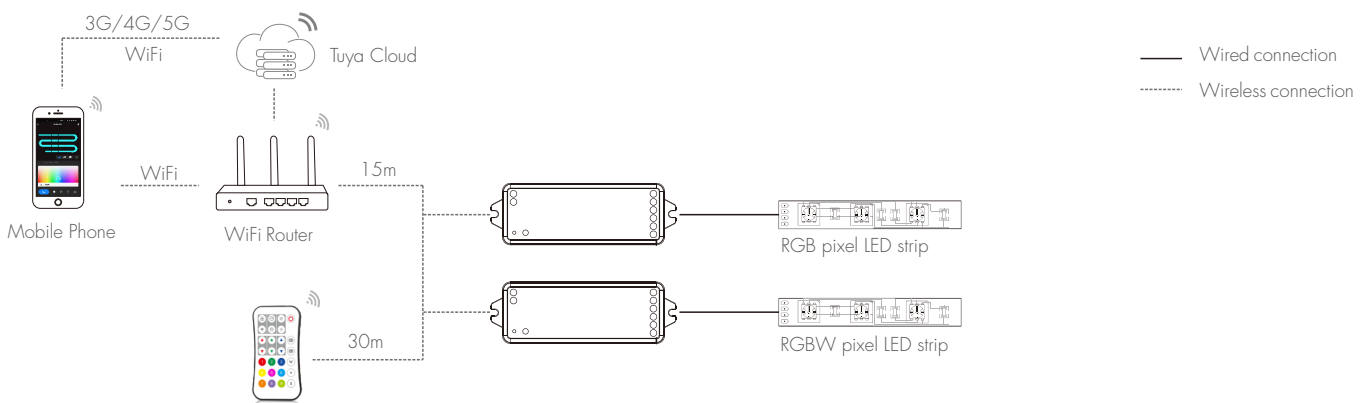 3G/4G/5G
WiFi
Tuya Cloud
Wired connection
Wireless connection
WiFi
15m
Mobile Phone
WiFi Router
RGB pixel LED strip
30m
RGBW pixel LED strip